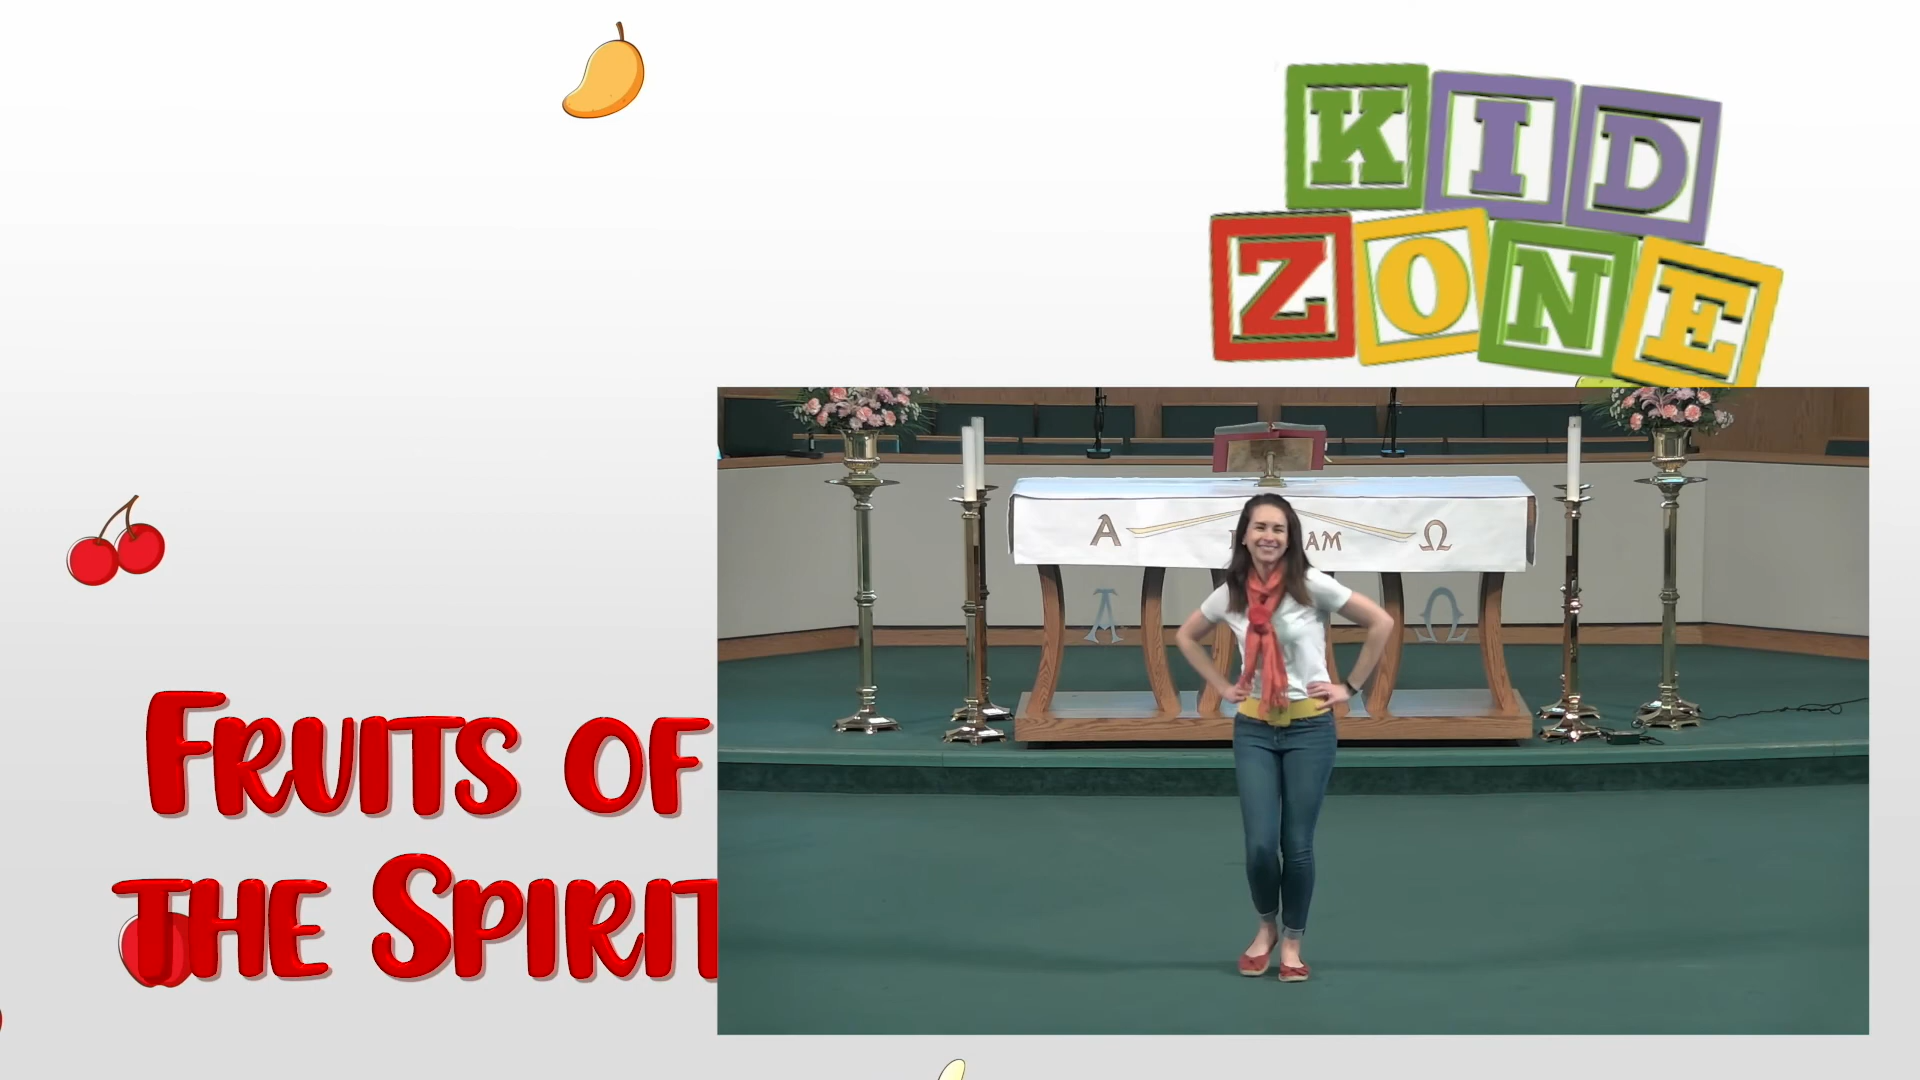 KID
ZONE
FRUITS OF
THE SPIRIT
A AM Ω
A Ω